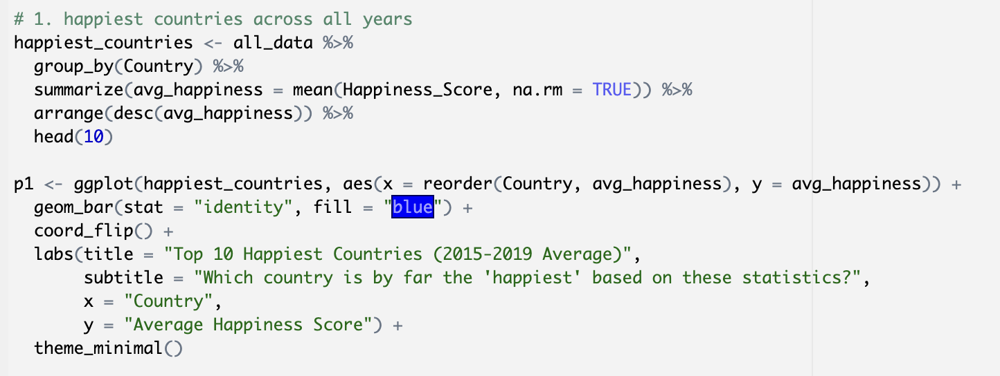 # 1. happiest countries across all years
happiest_countries <- all_data %>%
  group_by(Country) %>%
  summarize(avg_happiness = mean(Happiness_Score, na.rm = TRUE)) %>%
  arrange(desc(avg_happiness)) %>%
  head(10)

p1 <- ggplot(happiest_countries, aes(x = reorder(Country, avg_happiness), y = avg_happiness)) +
  geom_bar(stat = "identity", fill = "blue") +
  coord_flip() +
  labs(title = "Top 10 Happiest Countries (2015-2019 Average)",
       subtitle = "Which country is by far the 'happiest' based on these statistics?",
       x = "Country",
       y = "Average Happiness Score") +
  theme_minimal()